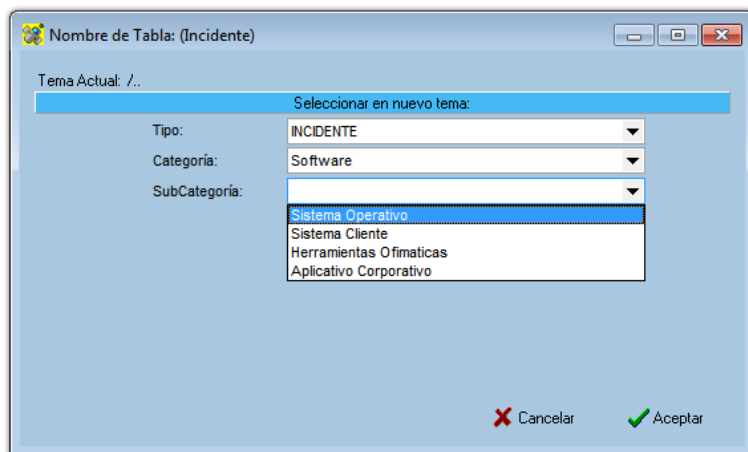 Nombre de Tabla: (Incidente)
Tema Actual: /..
Seleccionar en nuevo tema:
Tipo: INCIDENTE
Categoría: Software
SubCategoría:
Sistema Operativo
Sistema Cliente
Herramientas Ofimaticas
Aplicativo Corporativo
Cancelar Aceptar